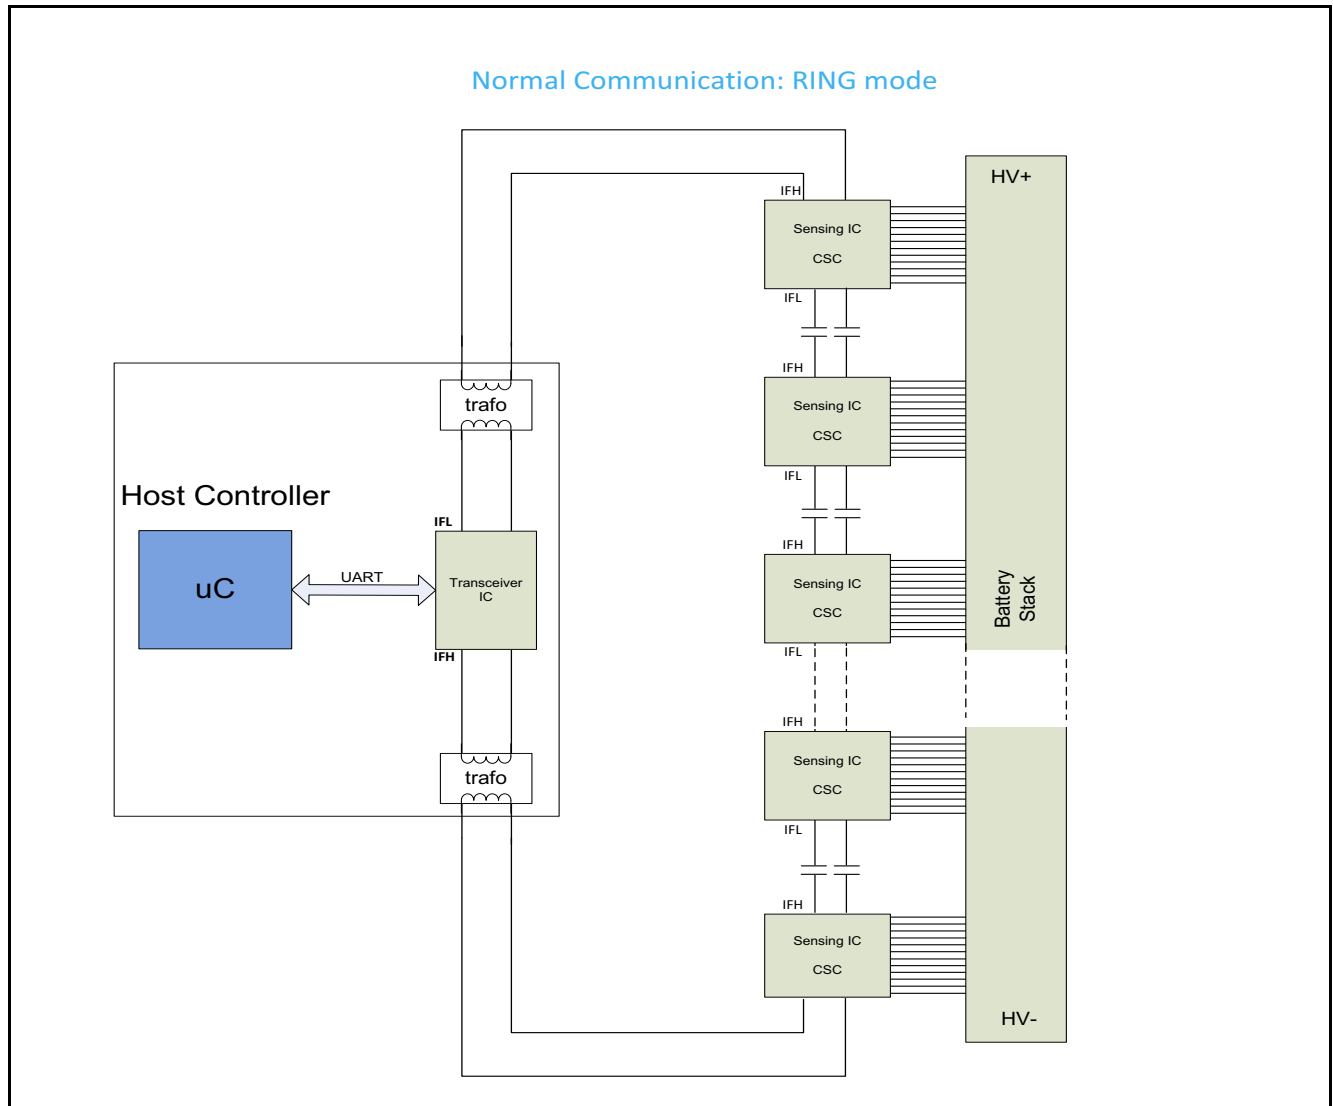 Normal Communication: RING mode
HV+
IFH
Sensing IC
CSC
IFL
IFH
trafo
Sensing IC
CSC
IFL
Host Controller
IFL
IFH
uC
UART
Transceiver
IC
Sensing IC
CSC
Battery
Stack
IFH
IFL
IFH
trafo
Sensing IC
CSC
IFL
IFH
Sensing IC
CSC
HV-